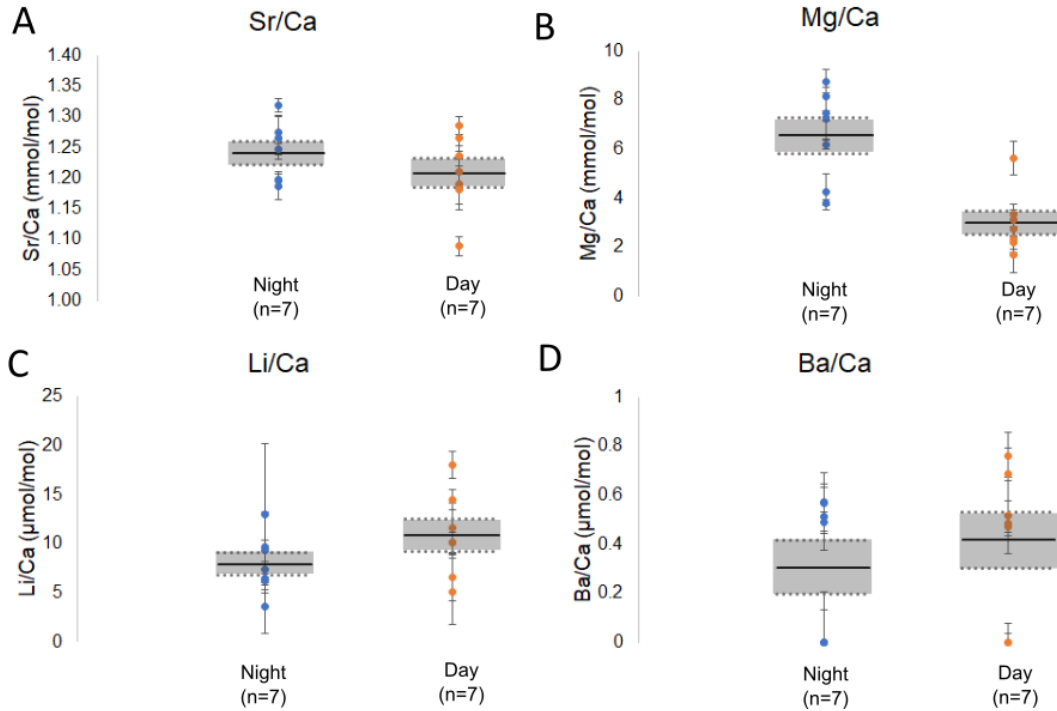 A
Sr/Ca
Sr/Ca (mmol/mol)
1.40
1.35
1.30
1.25
1.20
1.15
1.10
1.05
1.00
Night
(n=7)
Day
(n=7)
B
Mg/Ca
Mg/Ca (mmol/mol)
10
8
6
4
2
0
Night
(n=7)
Day
(n=7)
C
Li/Ca
Li/Ca (µmol/mol)
25
20
15
10
5
0
Night
(n=7)
Day
(n=7)
D
Ba/Ca
Ba/Ca (µmol/mol)
1
0.8
0.6
0.4
0.2
0
Night
(n=7)
Day
(n=7)